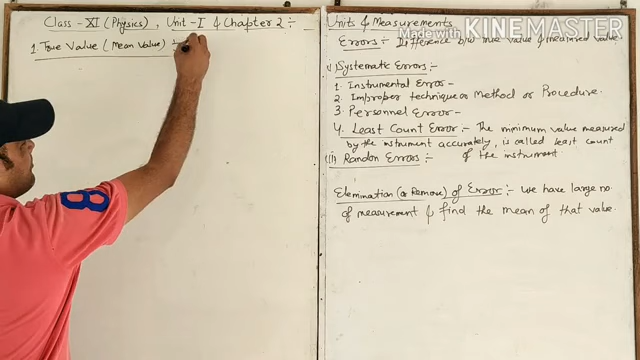 Class - XI (Physics), Unit - I & Chapter 2 :-
1. True Value (Mean Value) :-
Units & Measurements
Made with KINEMASTER
Errors :- Difference b/w true value & measured value
(i) Systematic Errors :-
1. Instrumental Error -
2. Improper technique or Method or Procedure.
3. Personnel Error -
4. Least Count Error :- The minimum value measured
by the instrument accurately, is called least count
of the instrument.
(ii) Random Errors :-
Elemination (or Remove) of Error :- We have large no.
of measurement & find the mean of that value.
8